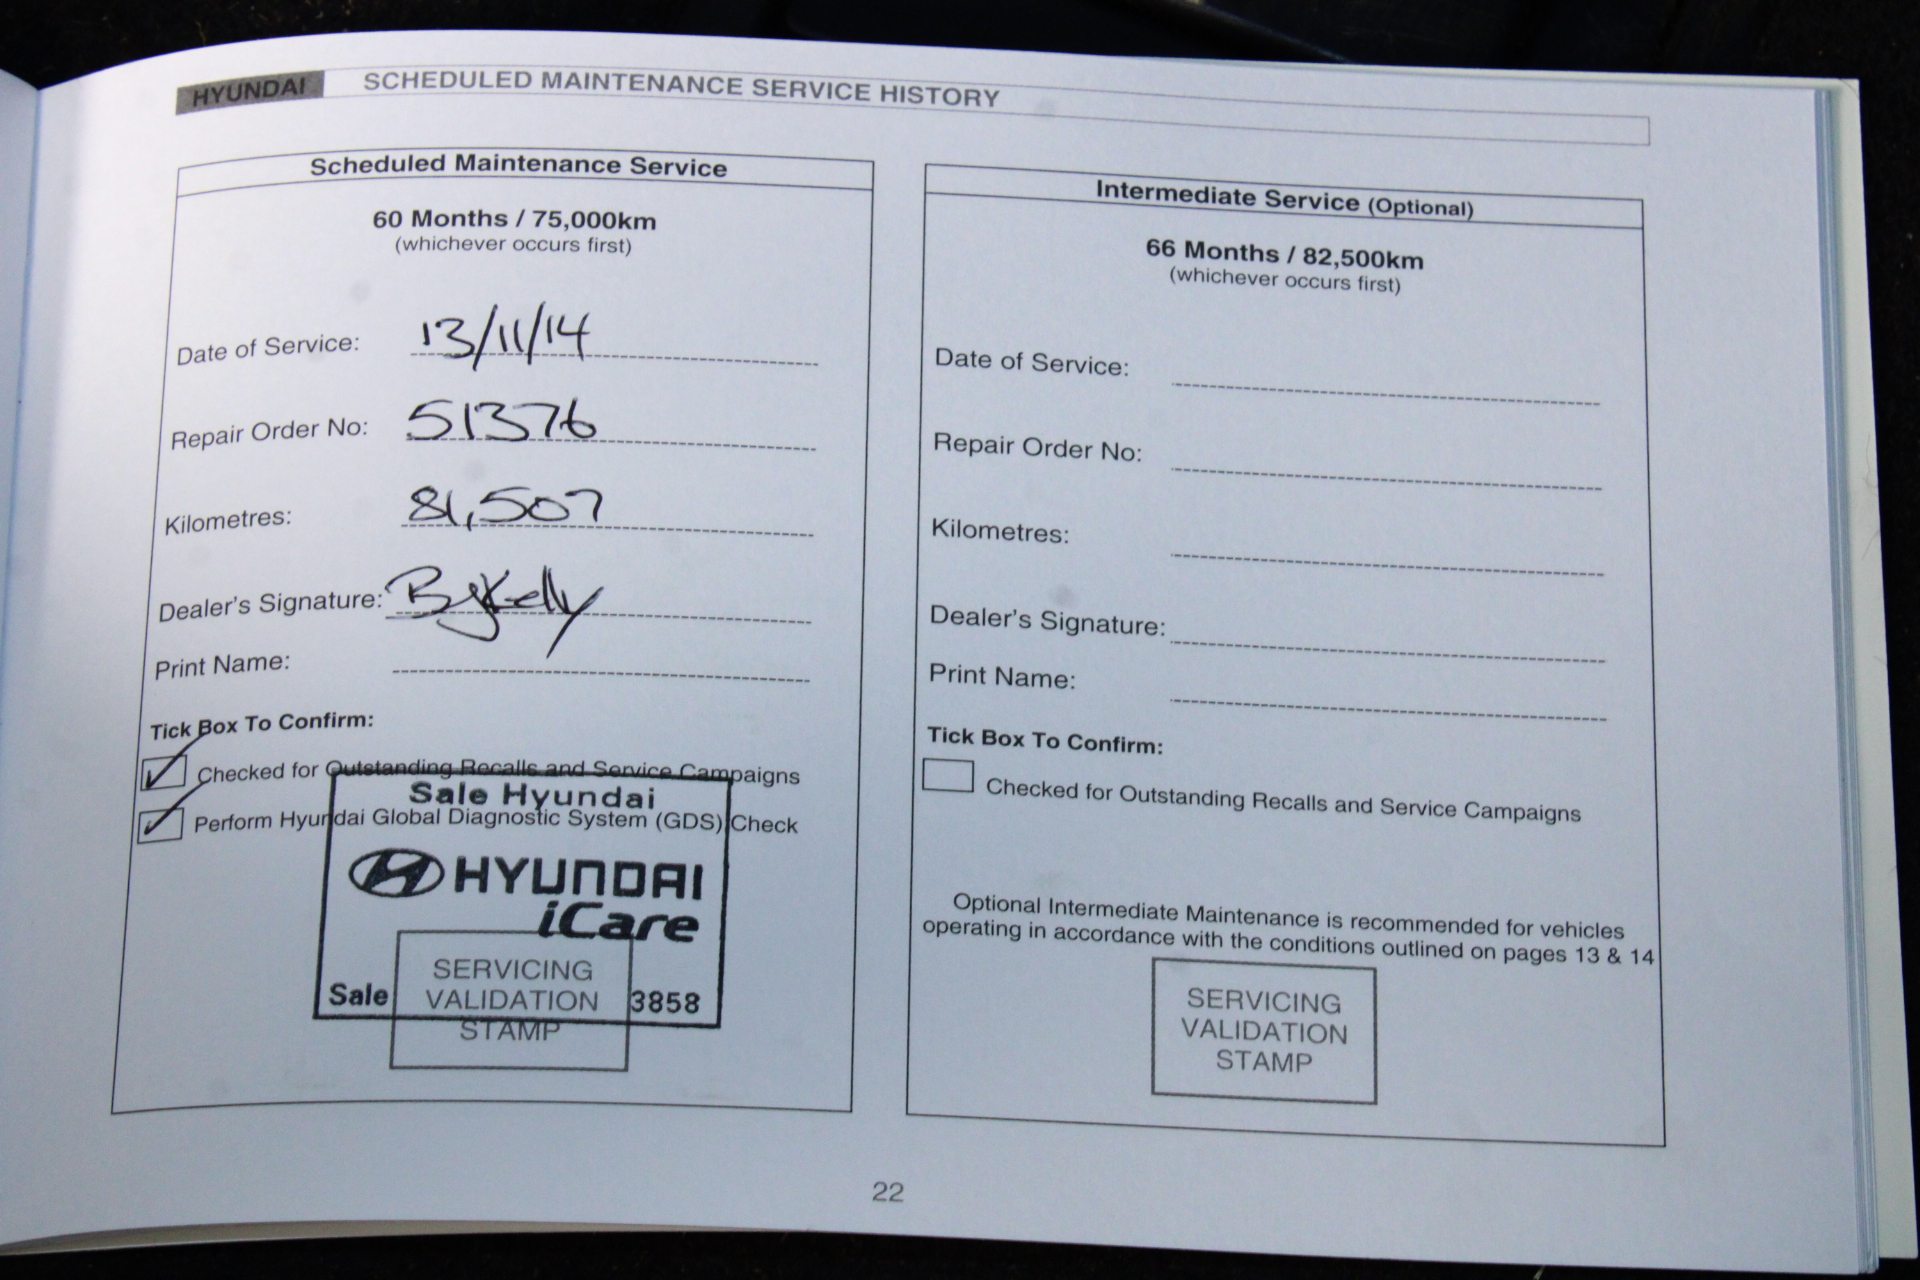 HYUNDAI SCHEDULED MAINTENANCE SERVICE HISTORY
Scheduled Maintenance Service
60 Months / 75,000km
(whichever occurs first)
Date of Service: 13/11/14
Repair Order No: 51376
Kilometres: 81,507
Dealer's Signature: BJKelly
Print Name:
Tick Box To Confirm:
Checked for Outstanding Recalls and Service Campaigns
Sale Hyundai
Perform Hyundai Global Diagnostic System (GDS) Check
HYUNDAI
iCare
Sale 3858
SERVICING
VALIDATION
STAMP
Intermediate Service (Optional)
66 Months / 82,500km
(whichever occurs first)
Date of Service:
Repair Order No:
Kilometres:
Dealer's Signature:
Print Name:
Tick Box To Confirm:
Checked for Outstanding Recalls and Service Campaigns
Optional Intermediate Maintenance is recommended for vehicles
operating in accordance with the conditions outlined on pages 13 & 14
SERVICING
VALIDATION
STAMP
22